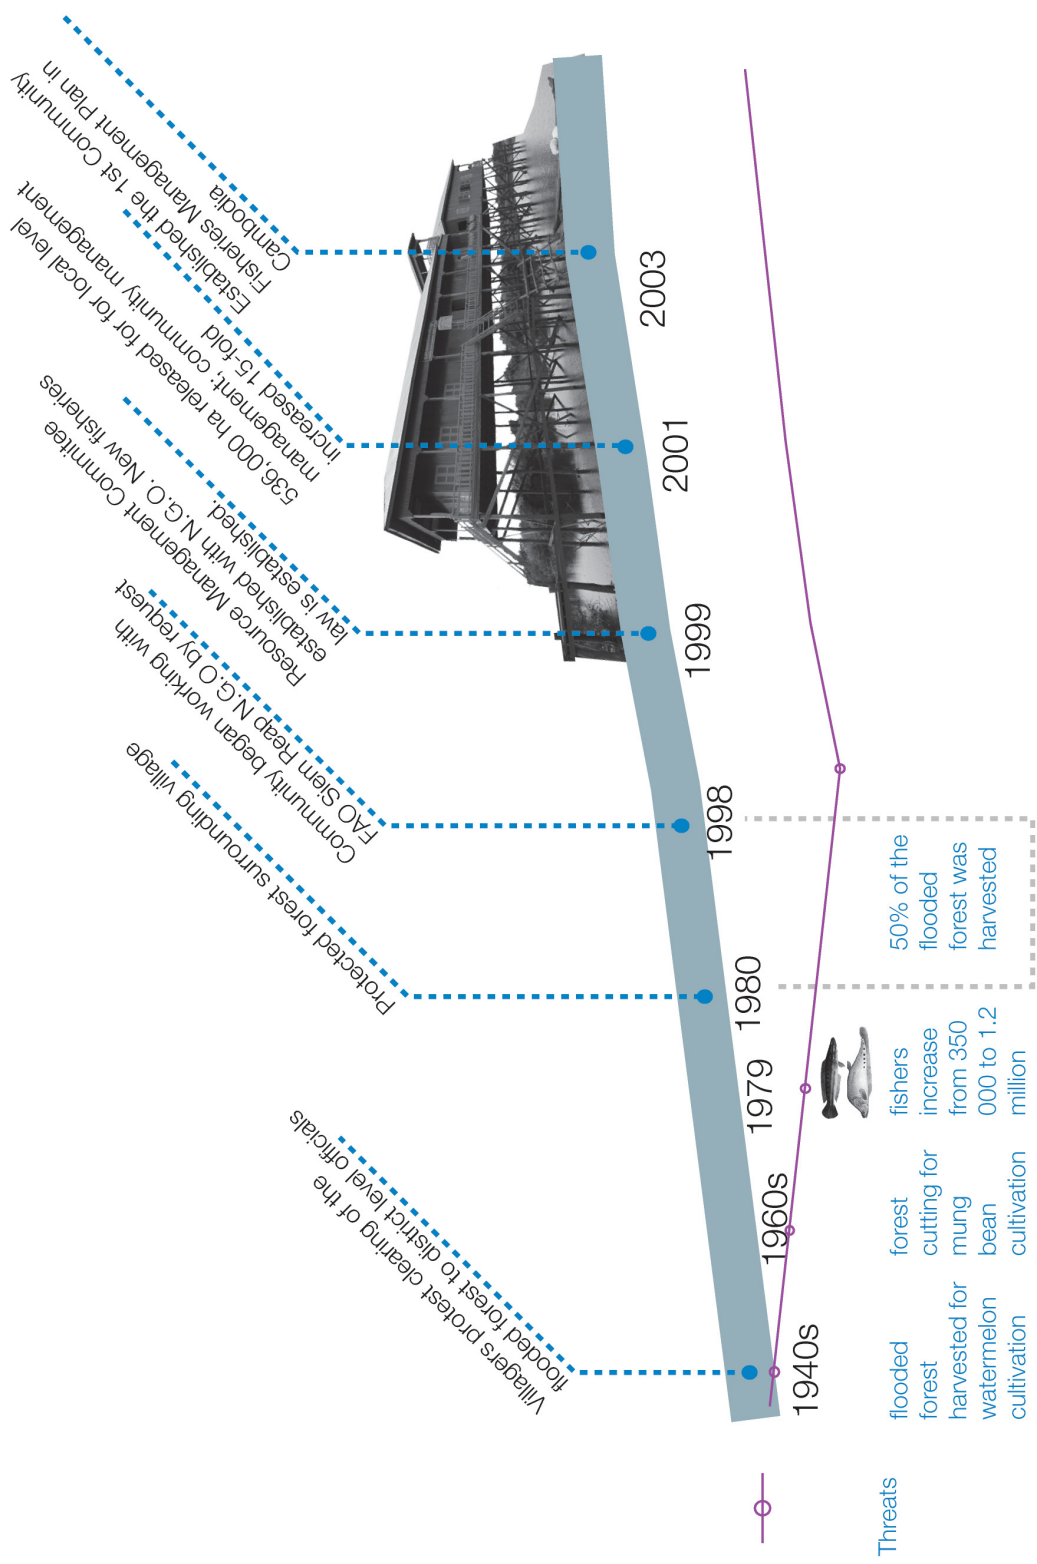 Villagers protest clearing of the
flooded forest to district level officials
Protected forest surrounding village
Community began working with
FAO Siem Reap N.G.O by request
Resource Management Committee
established with N.G.O. New fisheries
law is established.
536,000 ha released for for local level
management; community management
increased 15-fold
Established the 1st Community
Fisheries Management Plan in
Cambodia
1940s
1960s
1979
1980
1998
1999
2001
2003
Threats
flooded
forest
harvested for
watermelon
cultivation
forest
cutting for
mung
bean
cultivation
fishers
increase
from 350
000 to 1.2
million
50% of the
flooded
forest was
harvested